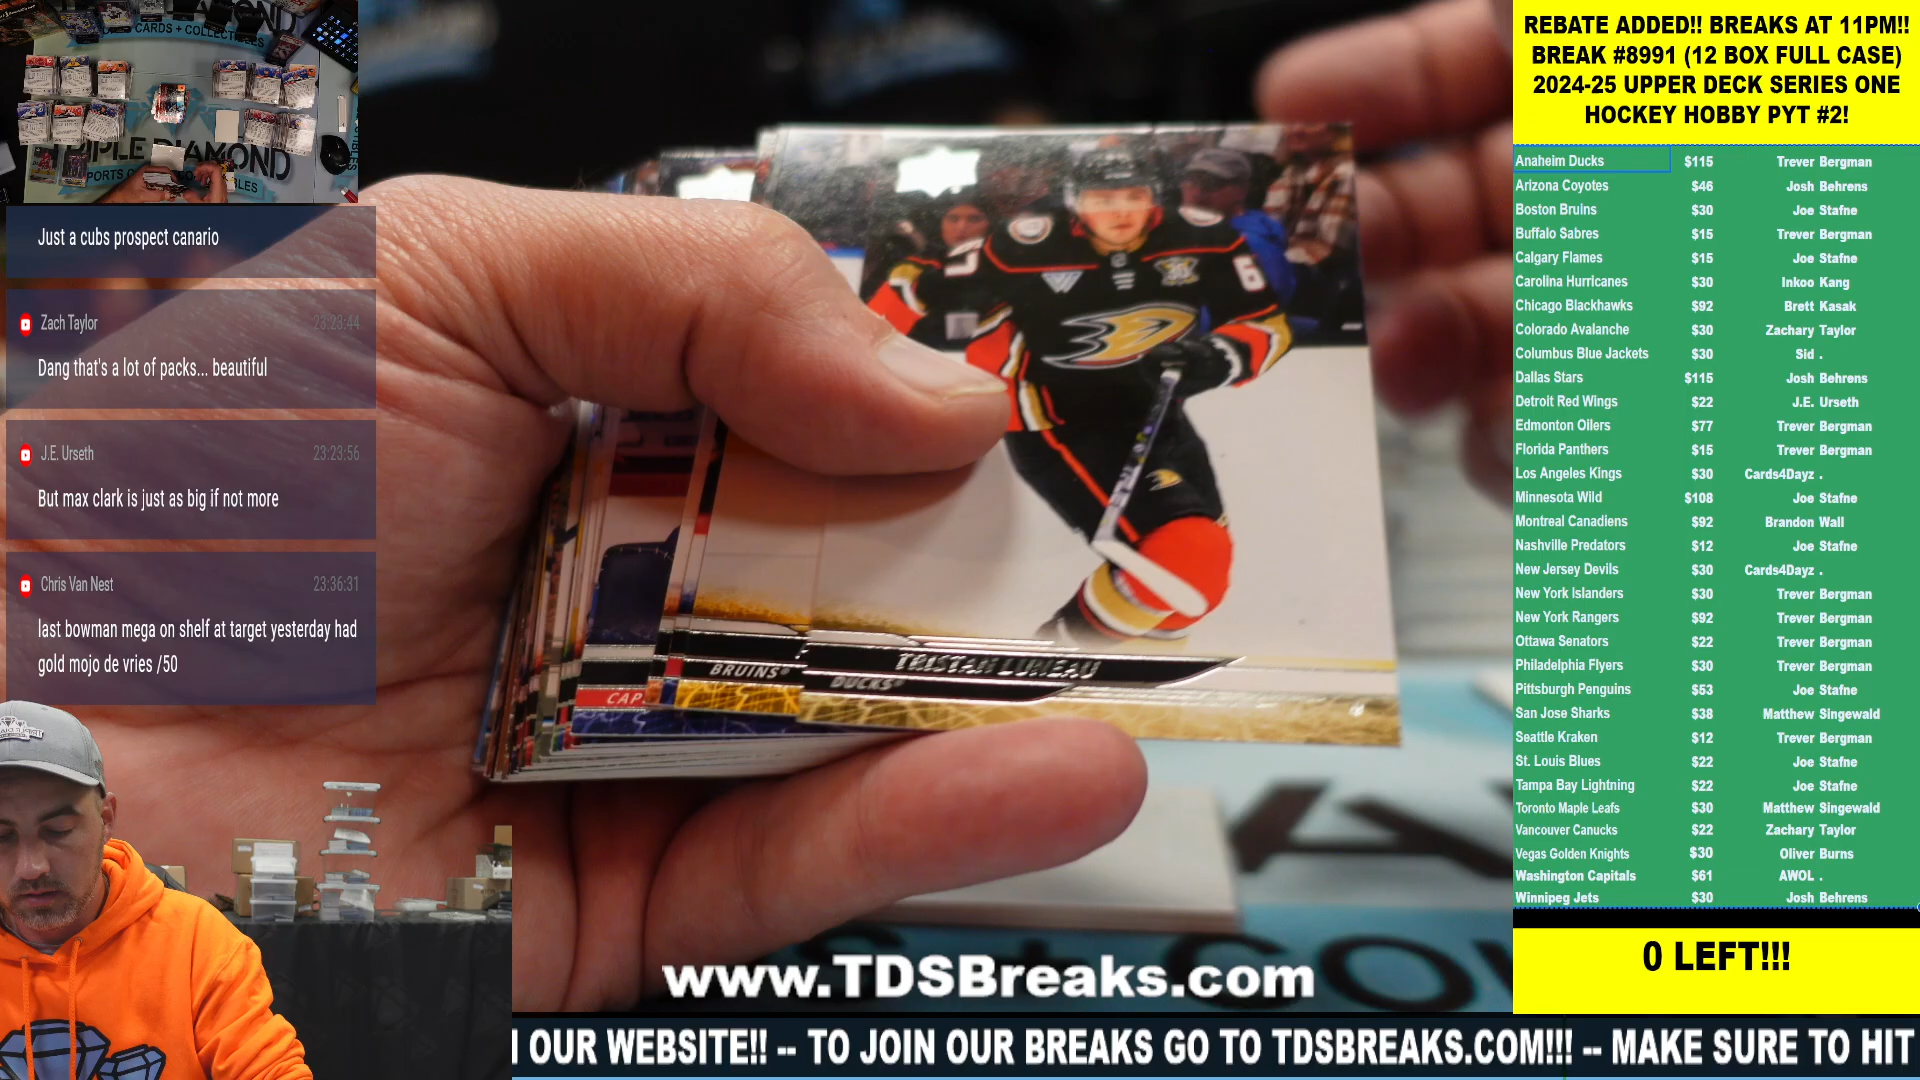 CARDS + COLLECTIBLES
Just a cubs prospect canario
Zach Taylor 23:23:44
Dang that's a lot of packs... beautiful
J.E. Urseth 23:23:56
But max clark is just as big if not more
Chris Van Nest 23:36:31
last bowman mega on shelf at target yesterday had
gold mojo de vries /50
TRISTAN LUNEAU
BRUINS
DUCKS
CAP
www.TDSBreaks.com
OUR WEBSITE!! -- TO JOIN OUR BREAKS GO TO TDSBREAKS.COM!!! -- MAKE SURE TO HIT
REBATE ADDED!! BREAKS AT 11PM!!
BREAK #8991 (12 BOX FULL CASE)
2024-25 UPPER DECK SERIES ONE
HOCKEY HOBBY PYT #2!
Anaheim Ducks $115 Trever Bergman
Arizona Coyotes $46 Josh Behrens
Boston Bruins $30 Joe Stafne
Buffalo Sabres $15 Trever Bergman
Calgary Flames $15 Joe Stafne
Carolina Hurricanes $30 Inkoo Kang
Chicago Blackhawks $92 Brett Kasak
Colorado Avalanche $30 Zachary Taylor
Columbus Blue Jackets $30 Sid .
Dallas Stars $115 Josh Behrens
Detroit Red Wings $22 J.E. Urseth
Edmonton Oilers $77 Trever Bergman
Florida Panthers $15 Trever Bergman
Los Angeles Kings $30 Cards4Dayz .
Minnesota Wild $108 Joe Stafne
Montreal Canadiens $92 Brandon Wall
Nashville Predators $12 Joe Stafne
New Jersey Devils $30 Cards4Dayz .
New York Islanders $30 Trever Bergman
New York Rangers $92 Trever Bergman
Ottawa Senators $22 Trever Bergman
Philadelphia Flyers $30 Trever Bergman
Pittsburgh Penguins $53 Joe Stafne
San Jose Sharks $38 Matthew Singewald
Seattle Kraken $12 Trever Bergman
St. Louis Blues $22 Joe Stafne
Tampa Bay Lightning $22 Joe Stafne
Toronto Maple Leafs $30 Matthew Singewald
Vancouver Canucks $22 Zachary Taylor
Vegas Golden Knights $30 Oliver Burns
Washington Capitals $61 AWOL .
Winnipeg Jets $30 Josh Behrens
0 LEFT!!!